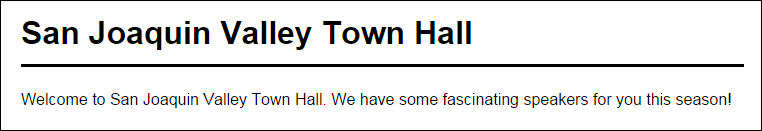 San Joaquin Valley Town Hall
Welcome to San Joaquin Valley Town Hall. We have some fascinating speakers for you this season!